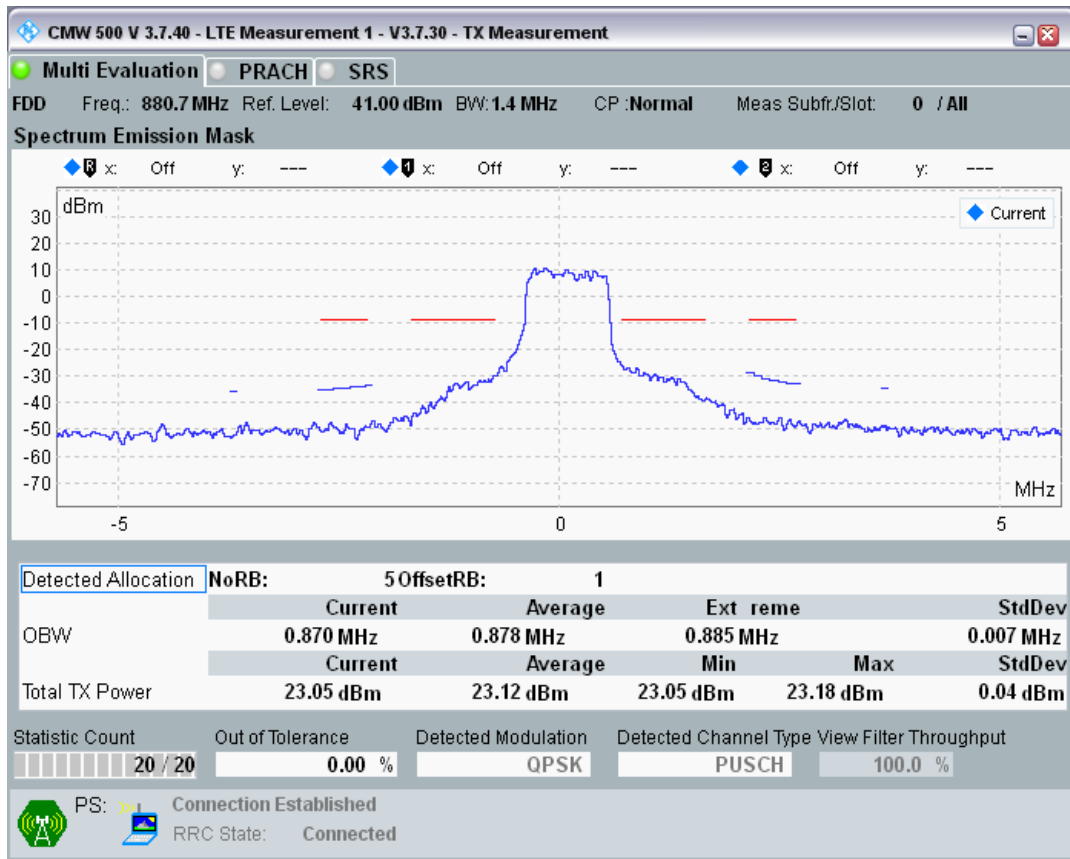 CMW 500 V 3.7.40 - LTE Measurement 1 - V3.7.30 - TX Measurement
Multi Evaluation PRACH SRS
FDD Freq.: 880.7 MHz Ref. Level: 41.00 dBm BW: 1.4 MHz CP :Normal Meas Subfr./Slot: 0 / All
Spectrum Emission Mask
R x: Off y: --- 1 x: Off y: --- 2 x: Off y: ---
dBm
Current
30
20
10
0
-10
-20
-30
-40
-50
-60
-70
MHz
-5 0 5
Detected Allocation NoRB: 5 OffsetRB: 1
Current Average Ext reme StdDev
OBW 0.870 MHz 0.878 MHz 0.885 MHz 0.007 MHz
Current Average Min Max StdDev
Total TX Power 23.05 dBm 23.12 dBm 23.05 dBm 23.18 dBm 0.04 dBm
Statistic Count Out of Tolerance Detected Modulation Detected Channel Type View Filter Throughput
20 / 20 0.00 % QPSK PUSCH 100.0 %
PS: Connection Established
RRC State: Connected